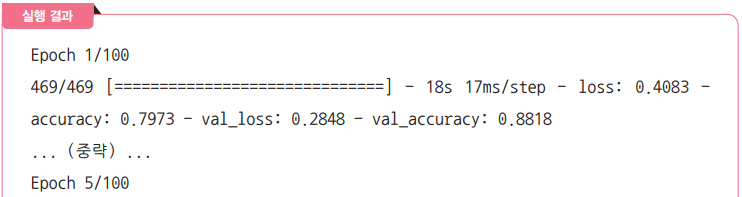 실행 결과
Epoch 1/100
469/469 [==============================] - 18s 17ms/step - loss: 0.4083 -
accuracy: 0.7973 - val_loss: 0.2848 - val_accuracy: 0.8818
... (중략) ...
Epoch 5/100